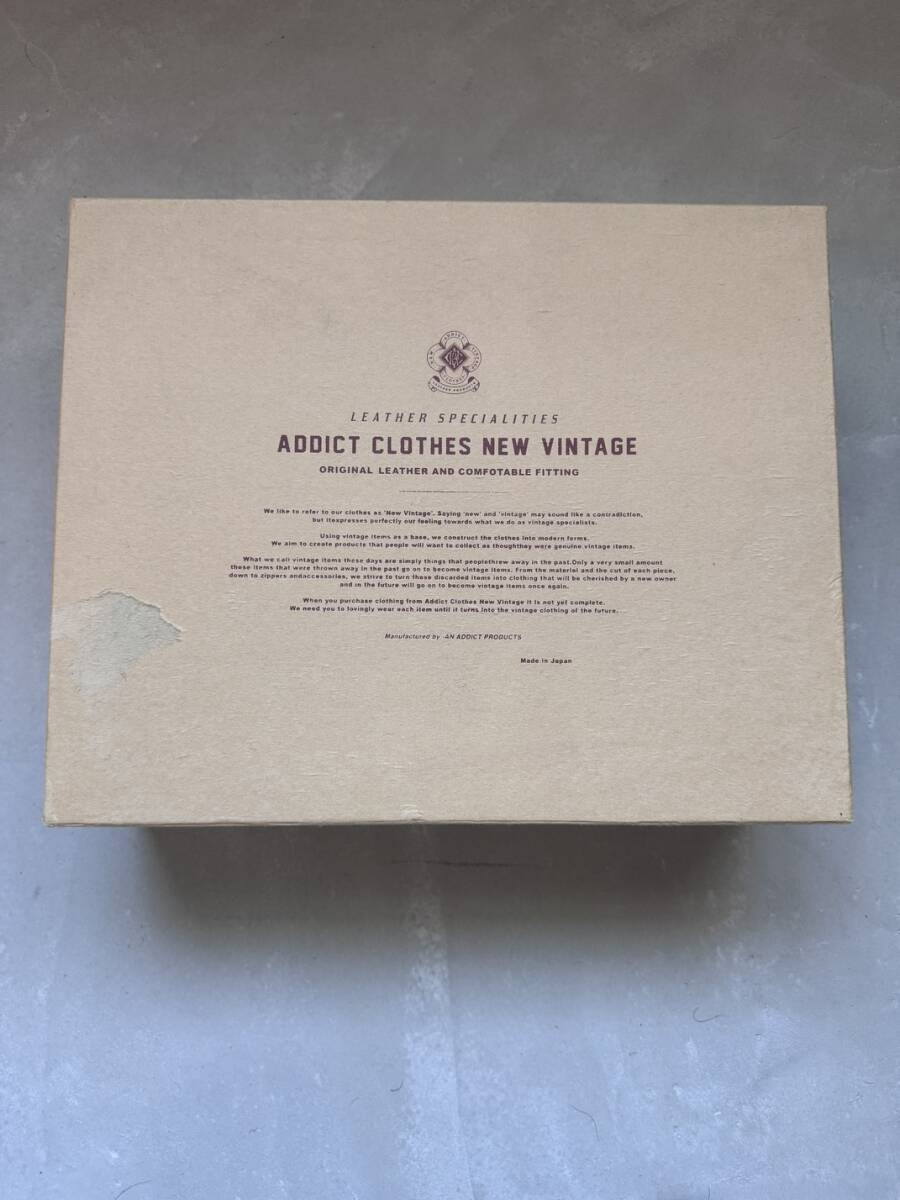 NEW
ADDICT
VINTAGE
CLOTHES
LEATHER PRODUCTS
LEATHER SPECIALITIES
ADDICT CLOTHES NEW VINTAGE
ORIGINAL LEATHER AND COMFOTABLE FITTING
We like to refer to our clothes as 'New Vintage'. Saying 'new' and 'vintage' may sound like a contradiction,
but itexpresses perfectly our feeling towards what we do as vintage specialists.
Using vintage items as a base, we construct the clothes into modern forms.
We aim to create products that people will want to collect as thoughthey were genuine vintage items.
What we call vintage items these days are simply things that peoplethrew away in the past.Only a very small amount
these items that were thrown away in the past go on to become vintage items. From the material and the cut of each piece,
down to zippers andaccessories, we strive to turn those discarded items into clothing that will be cherished by a new owner
and in the future will go on to become vintage items once again.
When you purchase clothing from Addict Clothes New Vintage it is not yet complete.
We need you to lovingly wear each item until it turns into the vintage clothing of the future.
Manufactured by -AN ADDICT PRODUCTS
Made in Japan